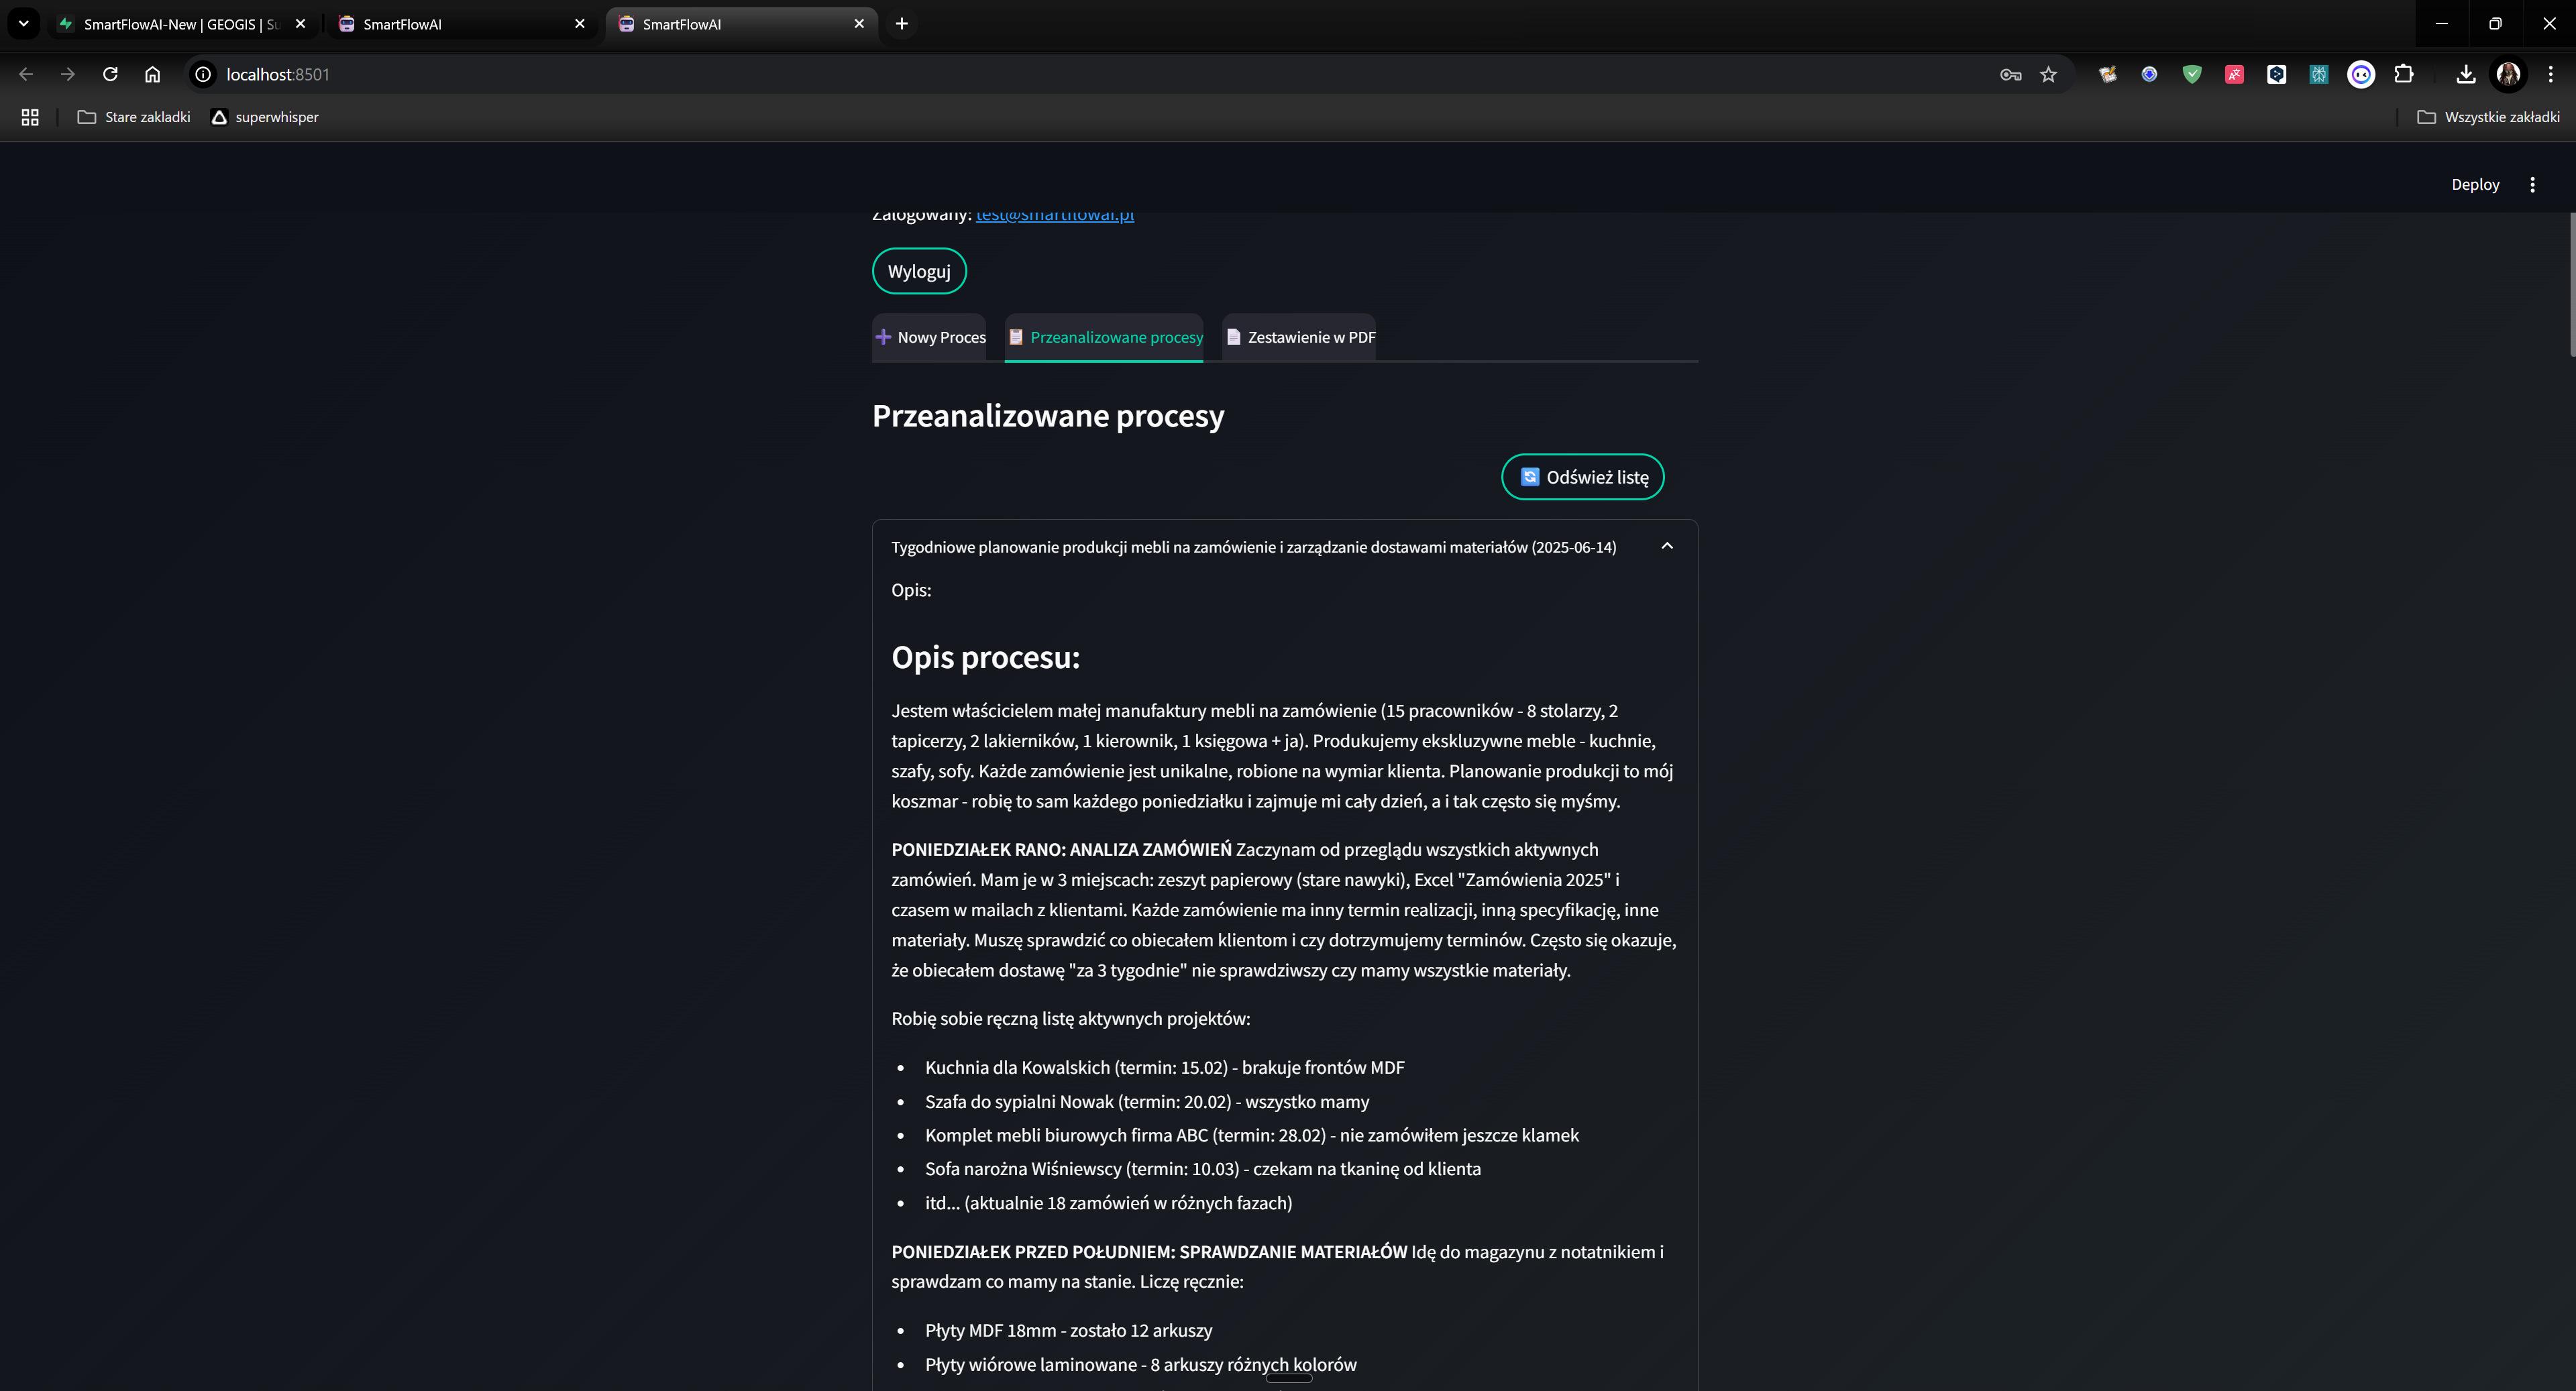 SmartFlowAI-New | GEOGIS | Su
SmartFlowAI
SmartFlowAI
localhost:8501
Stare zakladki
superwhisper
Wszystkie zakładki
Deploy
Zalogowany: test@smartflowai.pl
Wyloguj
Nowy Proces
Przeanalizowane procesy
Zestawienie w PDF
Przeanalizowane procesy
Odśwież listę
Tygodniowe planowanie produkcji mebli na zamówienie i zarządzanie dostawami materiałów (2025-06-14)
Opis:
Opis procesu:
Jestem właścicielem małej manufaktury mebli na zamówienie (15 pracowników - 8 stolarzy, 2
tapicerzy, 2 lakierników, 1 kierownik, 1 księgowa + ja). Produkujemy ekskluzywne meble - kuchnie,
szafy, sofy. Każde zamówienie jest unikalne, robione na wymiar klienta. Planowanie produkcji to mój
koszmar - robię to sam każdego poniedziałku i zajmuje mi cały dzień, a i tak często się myśmy.
PONIEDZIAŁEK RANO: ANALIZA ZAMÓWIEŃ Zaczynam od przeglądu wszystkich aktywnych
zamówień. Mam je w 3 miejscach: zeszyt papierowy (stare nawyki), Excel "Zamówienia 2025" i
czasem w mailach z klientami. Każde zamówienie ma inny termin realizacji, inną specyfikację, inne
materiały. Muszę sprawdzić co obiecałem klientom i czy dotrzymujemy terminów. Często się okazuje,
że obiecałem dostawę "za 3 tygodnie" nie sprawdziwszy czy mamy wszystkie materiały.
Robię sobie ręczną listę aktywnych projektów:
• Kuchnia dla Kowalskich (termin: 15.02) - brakuje frontów MDF
• Szafa do sypialni Nowak (termin: 20.02) - wszystko mamy
• Komplet mebli biurowych firma ABC (termin: 28.02) - nie zamówiłem jeszcze klamek
• Sofa narożna Wiśniewscy (termin: 10.03) - czekam na tkaninę od klienta
• itd... (aktualnie 18 zamówień w różnych fazach)
PONIEDZIAŁEK PRZED POŁUDNIEM: SPRAWDZANIE MATERIAŁÓW Idę do magazynu z notatnikiem i
sprawdzam co mamy na stanie. Liczę ręcznie:
• Płyty MDF 18mm - zostało 12 arkuszy
• Płyty wiórowe laminowane - 8 arkuszy różnych kolorów